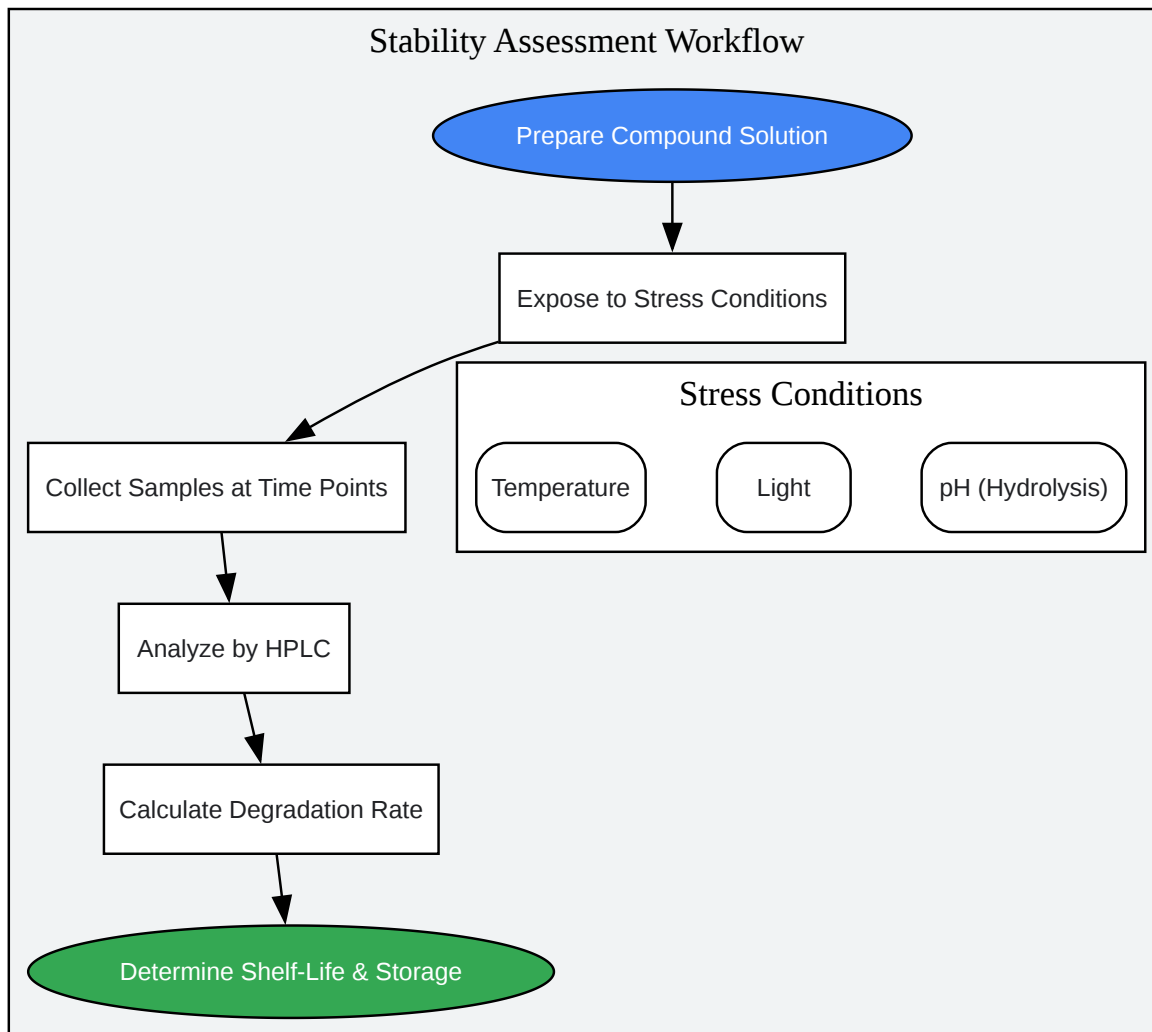 Stability Assessment Workflow
Prepare Compound Solution
Expose to Stress Conditions
Stress Conditions
Temperature
Light
pH (Hydrolysis)
Collect Samples at Time Points
Analyze by HPLC
Calculate Degradation Rate
Determine Shelf-Life & Storage